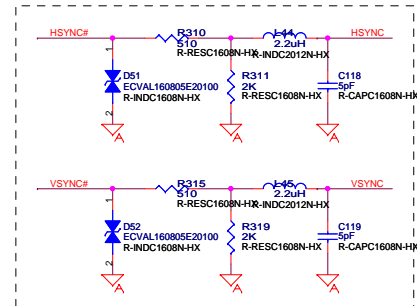 HSYNC#
R310
510
R-RESC1608N-HX
L44
2.2uH
R-INDC2012N-HX
HSYNC
1
D51
ECVAL160805E20100
R-INDC1608N-HX
2
R311
2K
R-RESC1608N-HX
C118
5pF
R-CAPC1608N-HX
A
A
A
VSYNC#
R315
510
R-RESC1608N-HX
L45
2.2uH
R-INDC2012N-HX
VSYNC
1
D52
ECVAL160805E20100
R-INDC1608N-HX
2
R319
2K
R-RESC1608N-HX
C119
5pF
R-CAPC1608N-HX
A
A
A